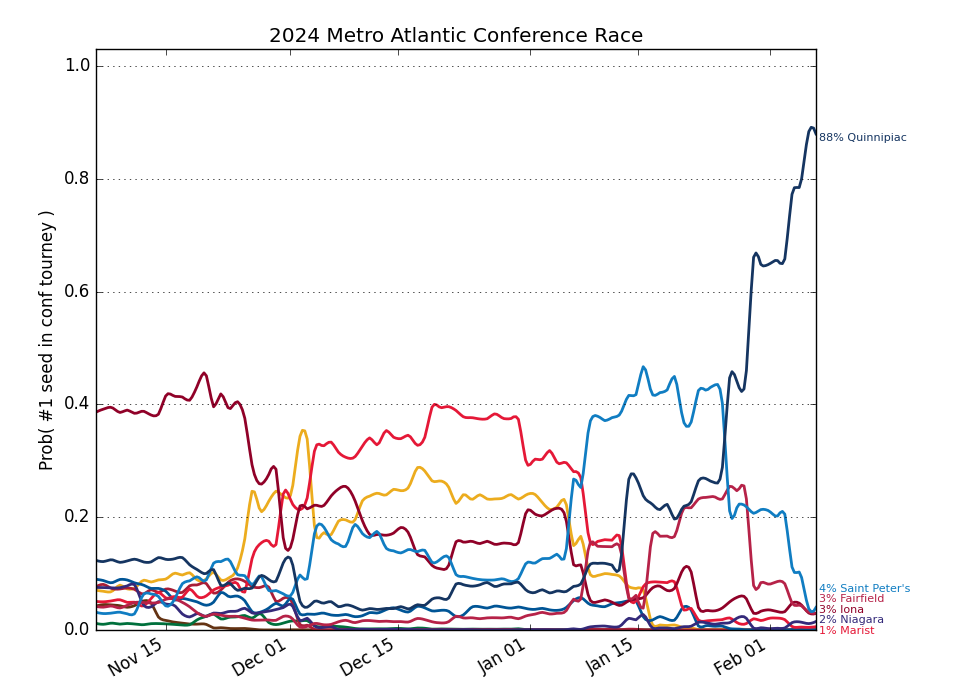 2024 Metro Atlantic Conference Race
Prob( #1 seed in conf tourney )
1.0
0.8
0.6
0.4
0.2
0.0
Nov 15
Dec 01
Dec 15
Jan 01
Jan 15
Feb 01
88% Quinnipiac
4% Saint Peter's
3% Fairfield
3% Iona
2% Niagara
1% Marist